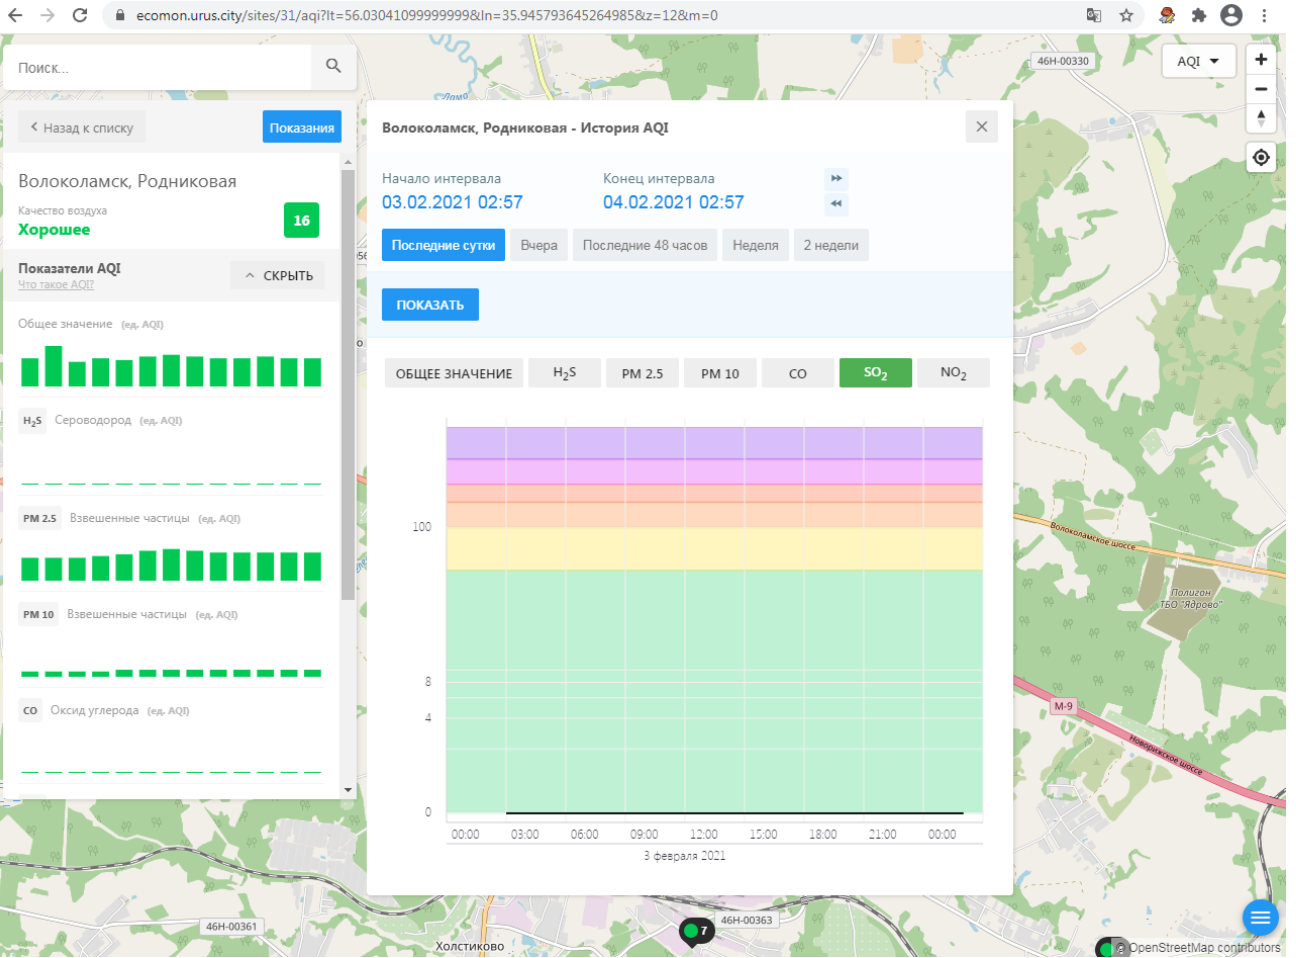 ecomon.urus.city/sites/31/aqi?lt=56.03041099999999&ln=35.945793645264985&z=12&m=0
Поиск...
46Н-00330
AQI
Назад к списку
Показания
Волоколамск, Родниковая - История AQI
Волоколамск, Родниковая
Качество воздуха
Хорошее
16
Начало интервала
Конец интервала
03.02.2021 02:57
04.02.2021 02:57
Последние сутки
Вчера
Последние 48 часов
Неделя
2 недели
Показатели AQI
Что такое AQI?
СКРЫТЬ
ПОКАЗАТЬ
Общее значение (ед. AQI)
ОБЩЕЕ ЗНАЧЕНИЕ
H2S
PM 2.5
PM 10
CO
SO2
NO2
H2S Сероводород (ед. AQI)
PM 2.5 Взвешенные частицы (ед. AQI)
PM 10 Взвешенные частицы (ед. AQI)
CO Оксид углерода (ед. AQI)
100
8
4
0
00:00
03:00
06:00
09:00
12:00
15:00
18:00
21:00
00:00
3 февраля 2021
Волоколамское шоссе
Полигон
ТБО "Ядрово"
М-9
Новорижское шоссе
46Н-00361
46Н-00363
7
Холстиково
© OpenStreetMap contributors